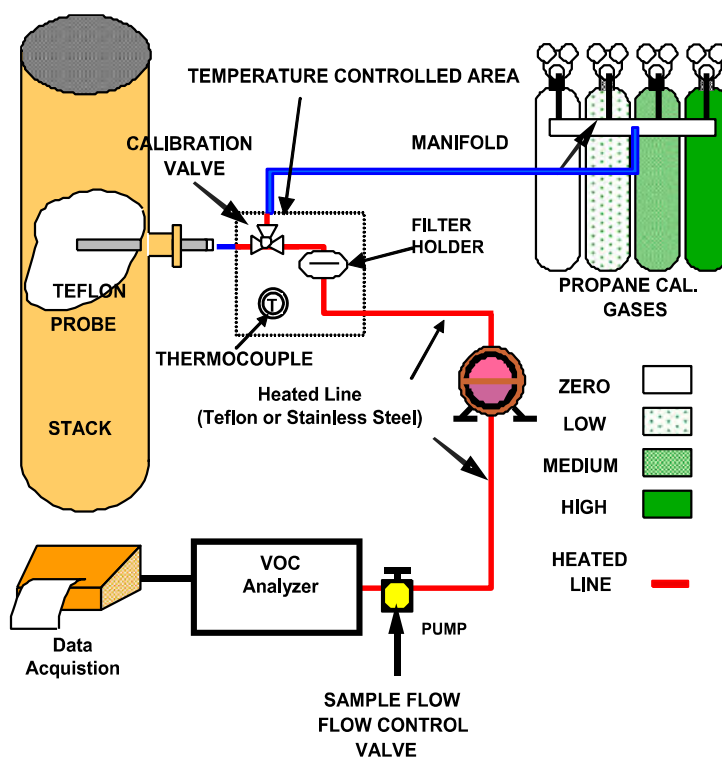 TEMPERATURE CONTROLLED AREA
CALIBRATION
VALVE
MANIFOLD
FILTER
HOLDER
TEFLON
PROBE
T
THERMOCOUPLE
PROPANE CAL.
GASES
Heated Line
(Teflon or Stainless Steel)
STACK
ZERO
LOW
MEDIUM
HIGH
HEATED
LINE
VOC
Analyzer
PUMP
Data
Acquistion
SAMPLE FLOW
FLOW CONTROL
VALVE